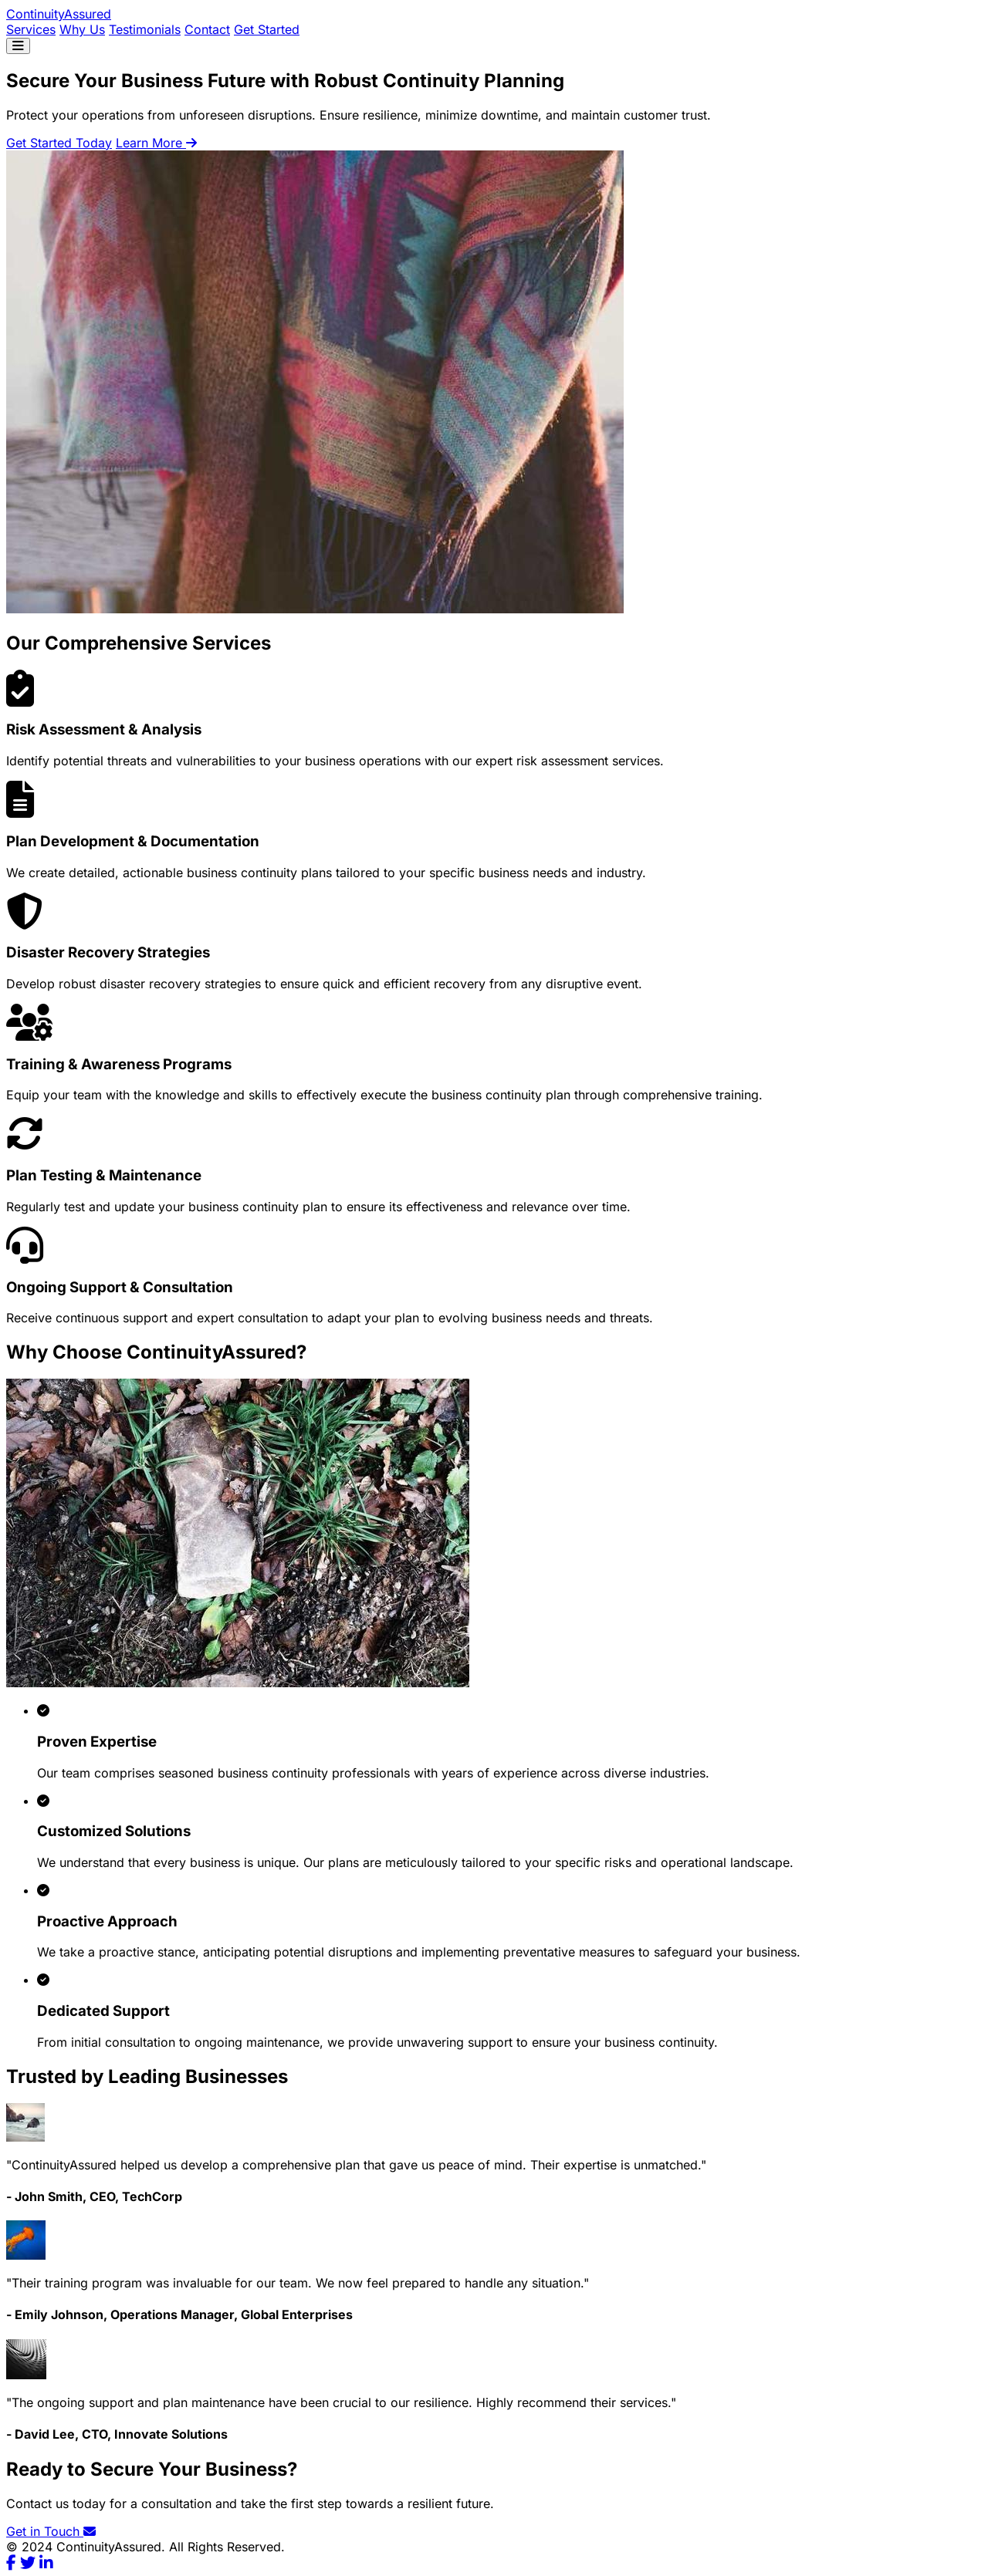 ContinuityAssured
Services Why Us Testimonials Contact Get Started
Secure Your Business Future with Robust Continuity Planning
Protect your operations from unforeseen disruptions. Ensure resilience, minimize downtime, and maintain customer trust.
Get Started Today Learn More
Our Comprehensive Services
Risk Assessment & Analysis
Identify potential threats and vulnerabilities to your business operations with our expert risk assessment services.
Plan Development & Documentation
We create detailed, actionable business continuity plans tailored to your specific business needs and industry.
Disaster Recovery Strategies
Develop robust disaster recovery strategies to ensure quick and efficient recovery from any disruptive event.
Training & Awareness Programs
Equip your team with the knowledge and skills to effectively execute the business continuity plan through comprehensive training.
Plan Testing & Maintenance
Regularly test and update your business continuity plan to ensure its effectiveness and relevance over time.
Ongoing Support & Consultation
Receive continuous support and expert consultation to adapt your plan to evolving business needs and threats.
Why Choose ContinuityAssured?
Proven Expertise
Our team comprises seasoned business continuity professionals with years of experience across diverse industries.
Customized Solutions
We understand that every business is unique. Our plans are meticulously tailored to your specific risks and operational landscape.
Proactive Approach
We take a proactive stance, anticipating potential disruptions and implementing preventative measures to safeguard your business.
Dedicated Support
From initial consultation to ongoing maintenance, we provide unwavering support to ensure your business continuity.
Trusted by Leading Businesses
"ContinuityAssured helped us develop a comprehensive plan that gave us peace of mind. Their expertise is unmatched."
- John Smith, CEO, TechCorp
"Their training program was invaluable for our team. We now feel prepared to handle any situation."
- Emily Johnson, Operations Manager, Global Enterprises
"The ongoing support and plan maintenance have been crucial to our resilience. Highly recommend their services."
- David Lee, CTO, Innovate Solutions
Ready to Secure Your Business?
Contact us today for a consultation and take the first step towards a resilient future.
Get in Touch
© 2024 ContinuityAssured. All Rights Reserved.